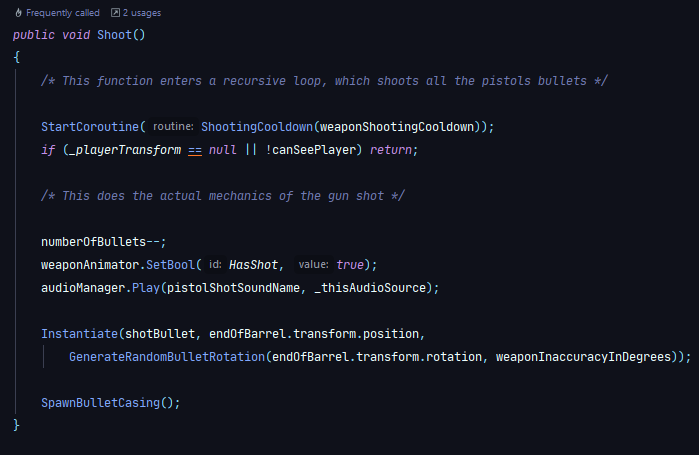 Frequently called 2 usages
public void Shoot()
{
/* This function enters a recursive loop, which shoots all the pistols bullets */
StartCoroutine( routine: ShootingCooldown(weaponShootingCooldown));
if (_playerTransform == null || !canSeePlayer) return;
/* This does the actual mechanics of the gun shot */
numberOfBullets--;
weaponAnimator.SetBool( id: HasShot, value: true);
audioManager.Play(pistolShotSoundName, _thisAudioSource);
Instantiate(shotBullet, endOfBarrel.transform.position,
GenerateRandomBulletRotation(endOfBarrel.transform.rotation, weaponInaccuracyInDegrees));
SpawnBulletCasing();
}